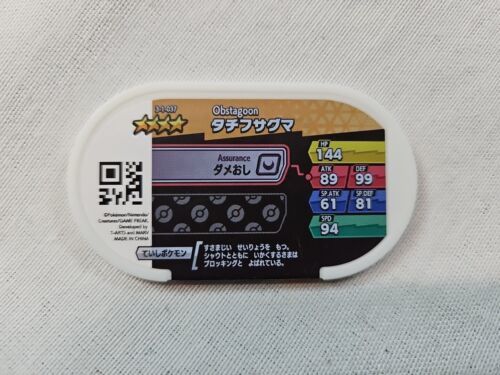 3-1-037
Obstagoon
タチフサグマ
HP
144
Assurance
ダメおし
ATK
89
DEF
99
SP.ATK
61
SP.DEF
81
SPD
94
©Pokémon/Nintendo/
Creatures/GAME FREAK.
Developed by
T-ARTS and MARV
MADE IN CHINA
ていしポケモン
すさまじい せいりょうを もつ。
シャウトとともに いかくするさまは
ブロッキングと よばれている。